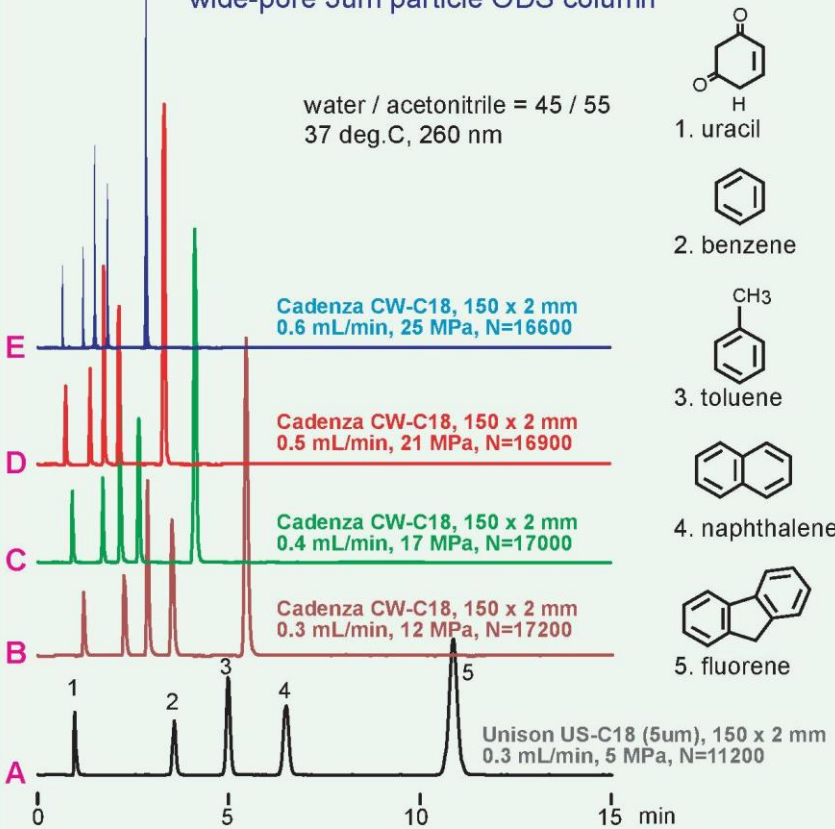 wide-pore 3um particle ODS column
water / acetonitrile = 45 / 55
37 deg.C, 260 nm
O
O
H
1. uracil
2. benzene
CH3
3. toluene
4. naphthalene
5. fluorene
Cadenza CW-C18, 150 x 2 mm
0.6 mL/min, 25 MPa, N=16600
E
Cadenza CW-C18, 150 x 2 mm
0.5 mL/min, 21 MPa, N=16900
D
Cadenza CW-C18, 150 x 2 mm
0.4 mL/min, 17 MPa, N=17000
C
Cadenza CW-C18, 150 x 2 mm
0.3 mL/min, 12 MPa, N=17200
B
1
2
3
4
5
Unison US-C18 (5um), 150 x 2 mm
0.3 mL/min, 5 MPa, N=11200
A
0 5 10 15 min